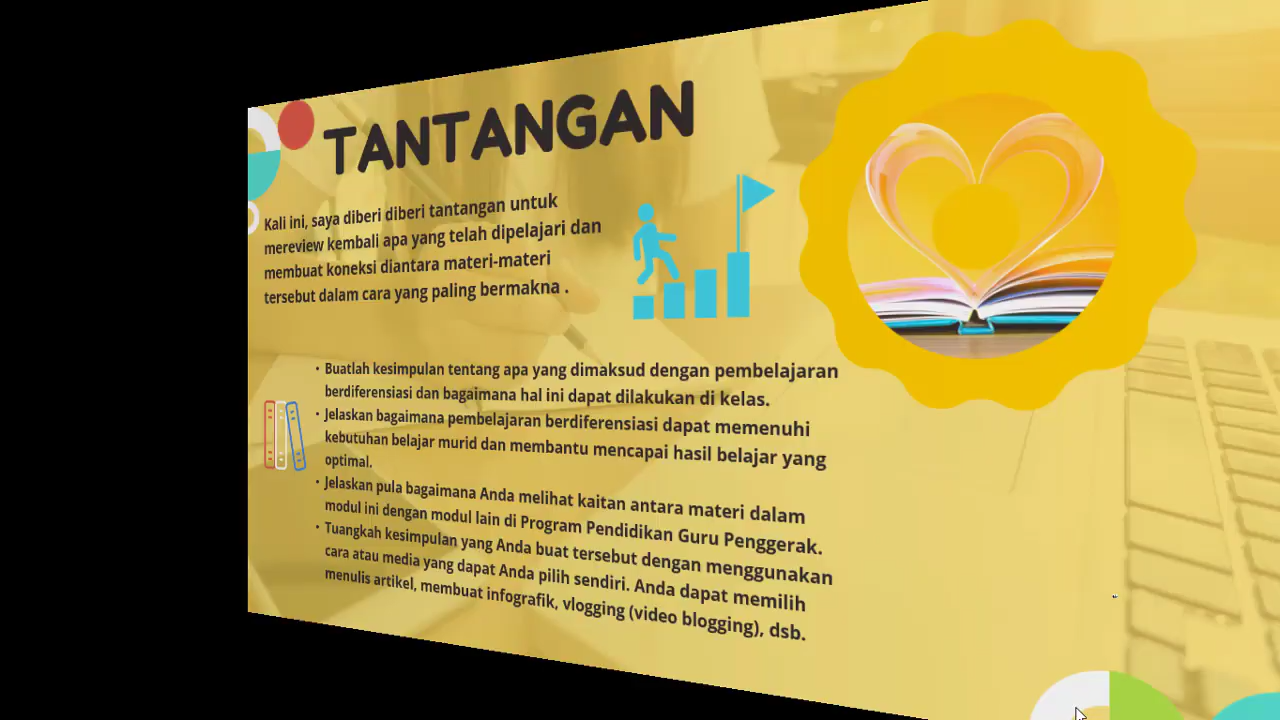 TANTANGAN
Kali ini, saya diberi diberi tantangan untuk
mereview kembali apa yang telah dipelajari dan
membuat koneksi diantara materi-materi
tersebut dalam cara yang paling bermakna .
• Buatlah kesimpulan tentang apa yang dimaksud dengan pembelajaran
berdiferensiasi dan bagaimana hal ini dapat dilakukan di kelas.
• Jelaskan bagaimana pembelajaran berdiferensiasi dapat memenuhi
kebutuhan belajar murid dan membantu mencapai hasil belajar yang
optimal.
• Jelaskan pula bagaimana Anda melihat kaitan antara materi dalam
modul ini dengan modul lain di Program Pendidikan Guru Penggerak.
• Tuangkah kesimpulan yang Anda buat tersebut dengan menggunakan
cara atau media yang dapat Anda pilih sendiri. Anda dapat memilih
menulis artikel, membuat infografik, vlogging (video blogging), dsb.